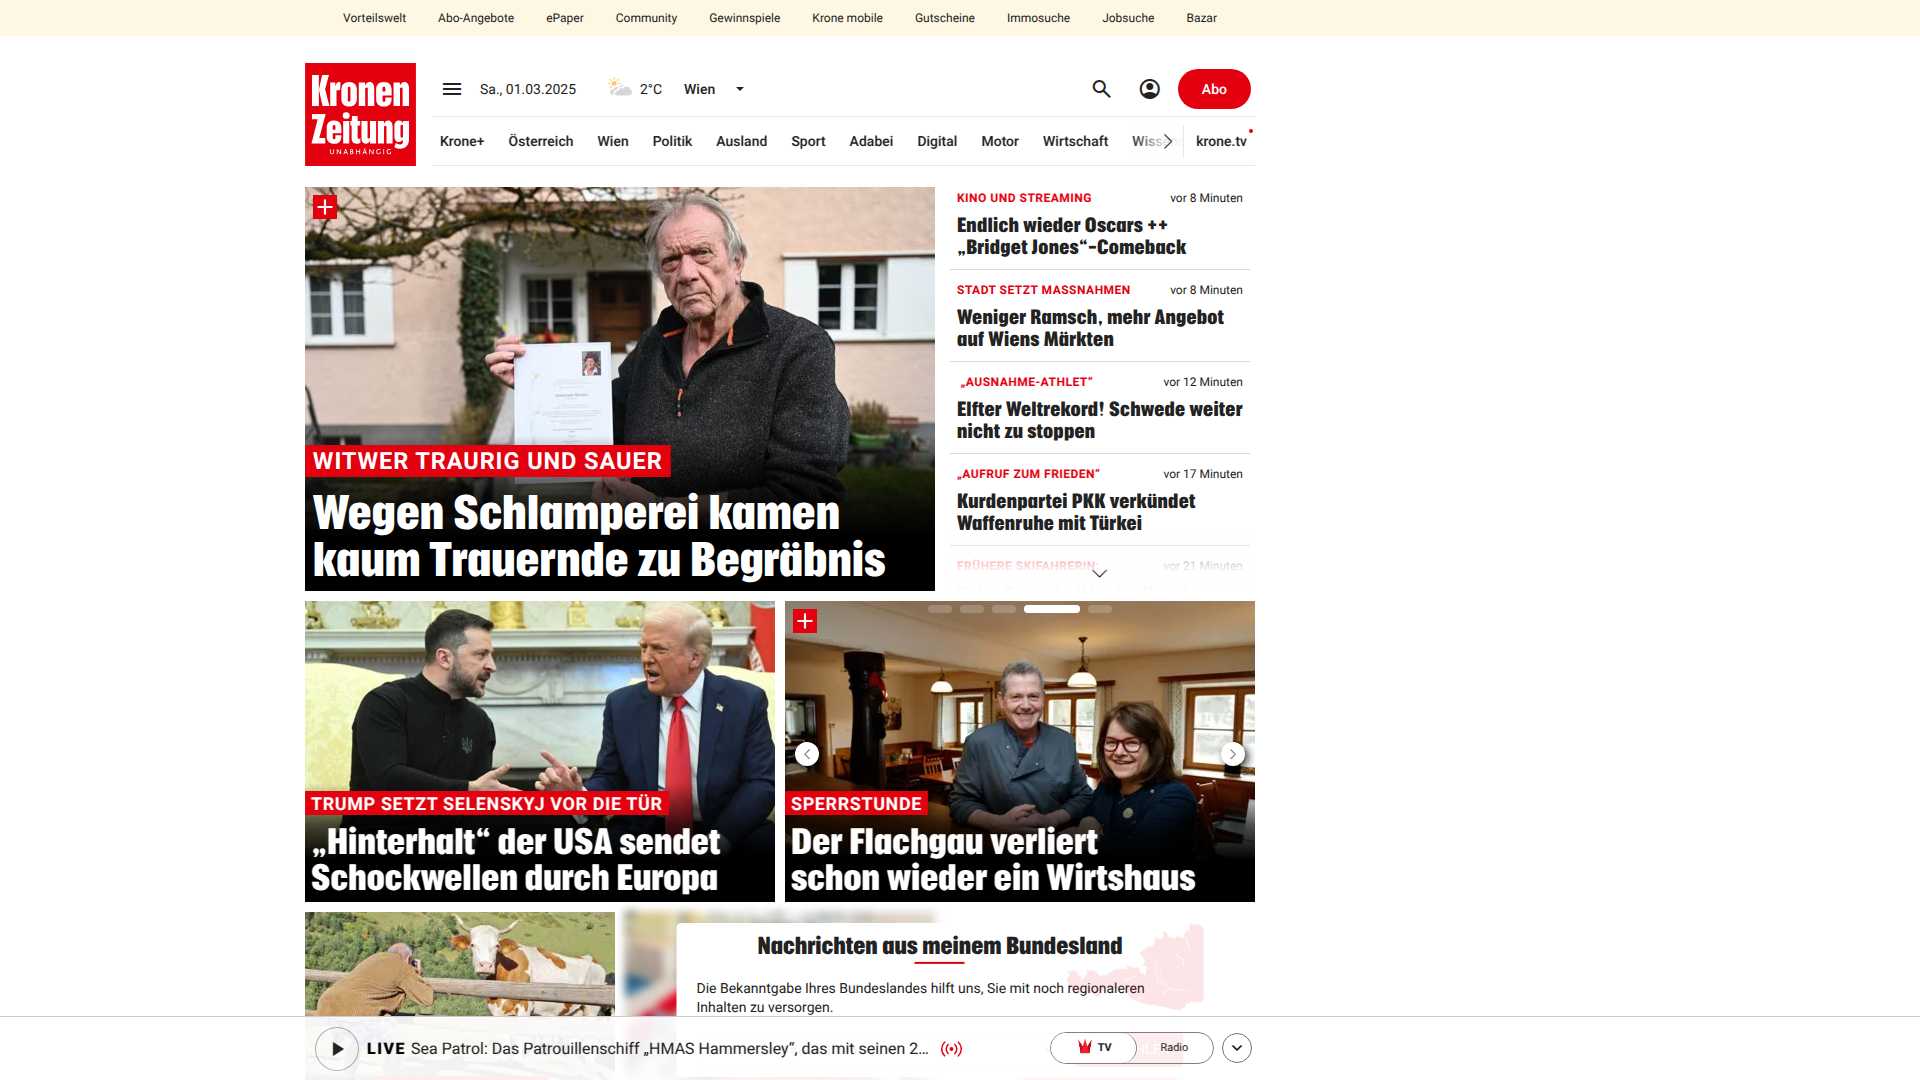 Vorteilswelt Abo-Angebote ePaper Community Gewinnspiele Krone mobile Gutscheine Immosuche Jobsuche Bazar
Kronen
Zeitung
UNABHÄNGIG
Sa., 01.03.2025 2°C Wien
Abo
Krone+ Österreich Wien Politik Ausland Sport Adabei Digital Motor Wirtschaft krone.tv
WITWER TRAURIG UND SAUER
Wegen Schlamperei kamen
kaum Trauernde zu Begräbnis
KINO UND STREAMING vor 8 Minuten
Endlich wieder Oscars ++
„Bridget Jones“-Comeback
STADT SETZT MASSNAHMEN vor 8 Minuten
Weniger Ramsch, mehr Angebot
auf Wiens Märkten
„AUSNAHME-ATHLET“ vor 12 Minuten
Elfter Weltrekord! Schwede weiter
nicht zu stoppen
„AUFRUF ZUM FRIEDEN“ vor 17 Minuten
Kurdenpartei PKK verkündet
Waffenruhe mit Türkei
FRÜHERE SKIFAHRERIN: vor 21 Minuten
TRUMP SETZT SELENSKYJ VOR DIE TÜR
„Hinterhalt“ der USA sendet
Schockwellen durch Europa
SPERRSTUNDE
Der Flachgau verliert
schon wieder ein Wirtshaus
Nachrichten aus meinem Bundesland
Die Bekanntgabe Ihres Bundeslandes hilft uns, Sie mit noch regionaleren
Inhalten zu versorgen.
LIVE Sea Patrol: Das Patrouillenschiff „HMAS Hammersley“, das mit seinen 2...
TV Radio